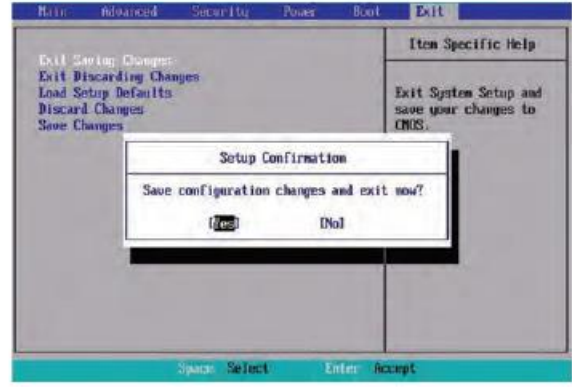 Main Advanced Security Power Boot Exit
Item Specific Help
Exit Saving Changes
Exit Discarding Changes
Load Setup Defaults
Discard Changes
Save Changes
Exit System Setup and
save your changes to
CMOS.
Setup Confirmation
Save configuration changes and exit now?
[Yes] [No]
Space Select Enter Accept